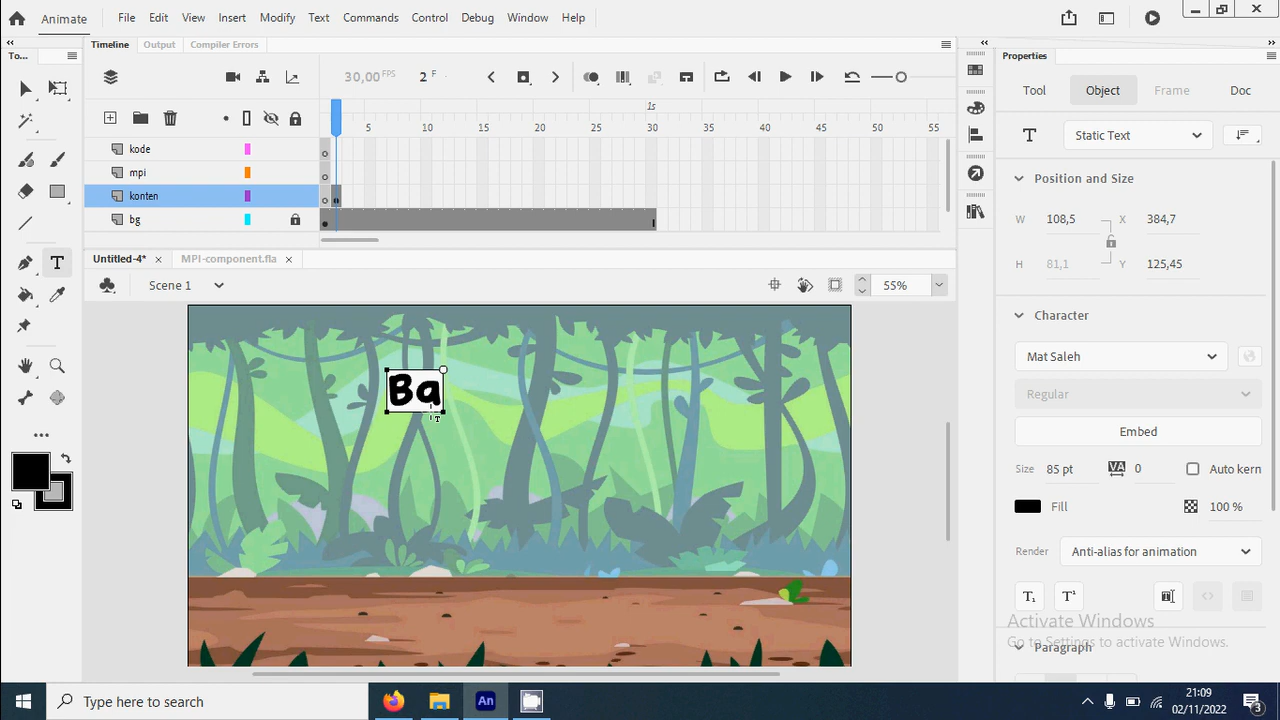 Animate
File Edit View Insert Modify Text Commands Control Debug Window Help
To...
Timeline Output Compiler Errors
Properties
30,00 FPS 2 F
Tool Object Frame Doc
1s
5 10 15 20 25 30 35 40 45 50 55
T Static Text
kode
mpi
konten
bg
Position and Size
W 108,5 X 384,7
H 81,1 Y 125,45
Untitled-4* × MPI-component.fla ×
Scene 1
55%
Character
Mat Saleh
Regular
Embed
Size 85 pt VA 0 Auto kern
Fill 100 %
Render Anti-alias for animation
T₁ T¹
Paragraph
Ba
Activate Windows
Go to Settings to activate Windows.
Type here to search
An
21:09
02/11/2022
3